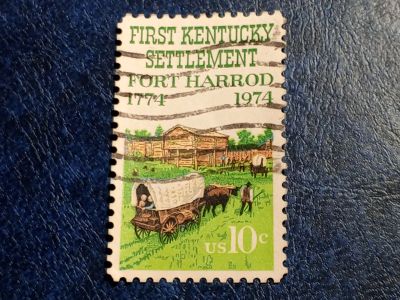 FIRST KENTUCKY
SETTLEMENT
FORT HARROD
1774 1974
US 10c